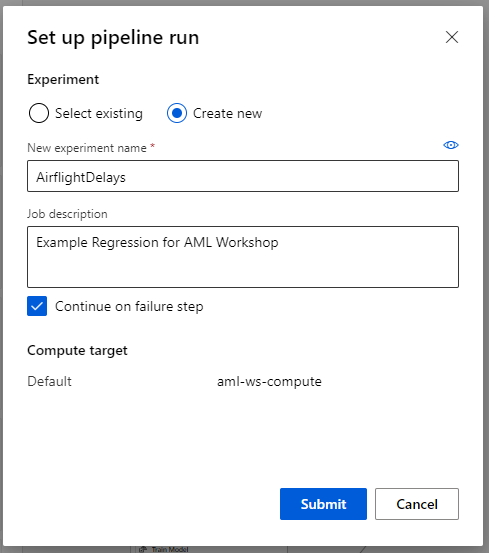 Set up pipeline run
Experiment
Select existing
Create new
New experiment name *
AirflightDelays
Job description
Example Regression for AML Workshop
Continue on failure step
Compute target
Default aml-ws-compute
Submit Cancel
Train Model